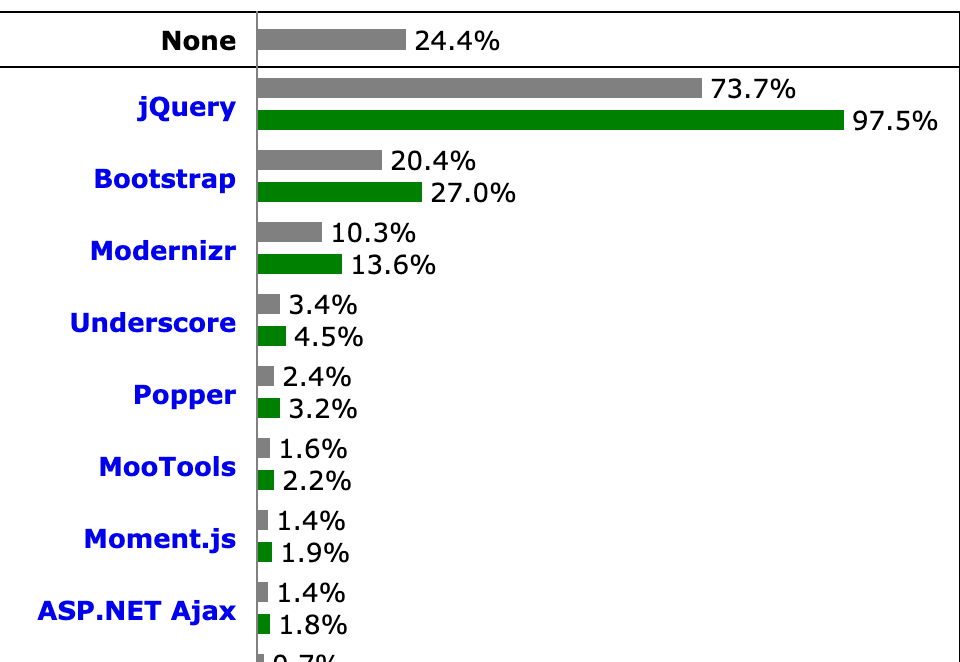 None 24.4%
73.7%
jQuery
97.5%
20.4%
Bootstrap
27.0%
10.3%
Modernizr
13.6%
3.4%
Underscore
4.5%
2.4%
Popper
3.2%
1.6%
MooTools
2.2%
1.4%
Moment.js
1.9%
1.4%
ASP.NET Ajax
1.8%